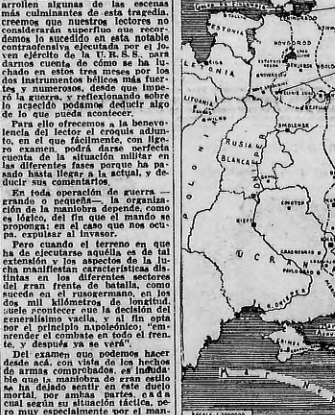 arrollen algunas de las escenas
más culminantes de esta tragedia,
creemos que nuestros lectores no
considerarán superfluo que recor-
demos lo sucedido en esta notable
contraofensiva ejecutada por el jo-
ven ejército de la U. R. S. S. para
darnos cuenta de cómo se ha lu-
chado en estos tres meses por los
dos instrumentos bélicos más fuer-
tes y numerosos, desde que impe-
ró la guerra, y reflexionando sobre
lo acaecido podamos deducir algo
de lo que pueda acontecer.
Para ello ofrecemos a la benevo-
lencia del lector el croquis adjun-
to, en el que fácilmente, con lige-
ro examen, podrá darse perfecta
cuenta de la situación militar en
las diferentes fases porque ha pa-
sado hasta llegar a la actual, y de-
ducir sus comentarios.
En toda operación de guerra —
grande o pequeña—, la organiza-
ción de la maniobra depende, como
es lógico, del fin que el mando se
proponga; en el caso que nos ocu-
pa, expulsar al invasor.
Pero cuando el terreno en que
ha de ejecutarse aquélla es de tal
extensión y los aspectos de la lu-
cha manifiestan características dis-
tintas en los diferentes sectores
del gran frente de batalla, como
sucede en el rusogermano, en
dos mil kilómetros de longitud,
suele acontecer que la decisión del
generalísimo vacila, y al fin opta
por el principio napoleónico: "em-
prender el combate en todo el fren-
te, y después ya se verá".
Del examen que podemos hacer
desde acá, con vista de los hechos
de armas comprobados, es induda-
ble que la maniobra de gran estilo
se ha dejado sentir en este duelo
mortal, por ambas partes, cada
cual según su situación táctica, pe-
ro muy especialmente por el man-
ESTONIA
NOVGOROD
LETONIA
LITUANIA
RUSIA
BLANCA
POLONIA
KIEFF
UCR